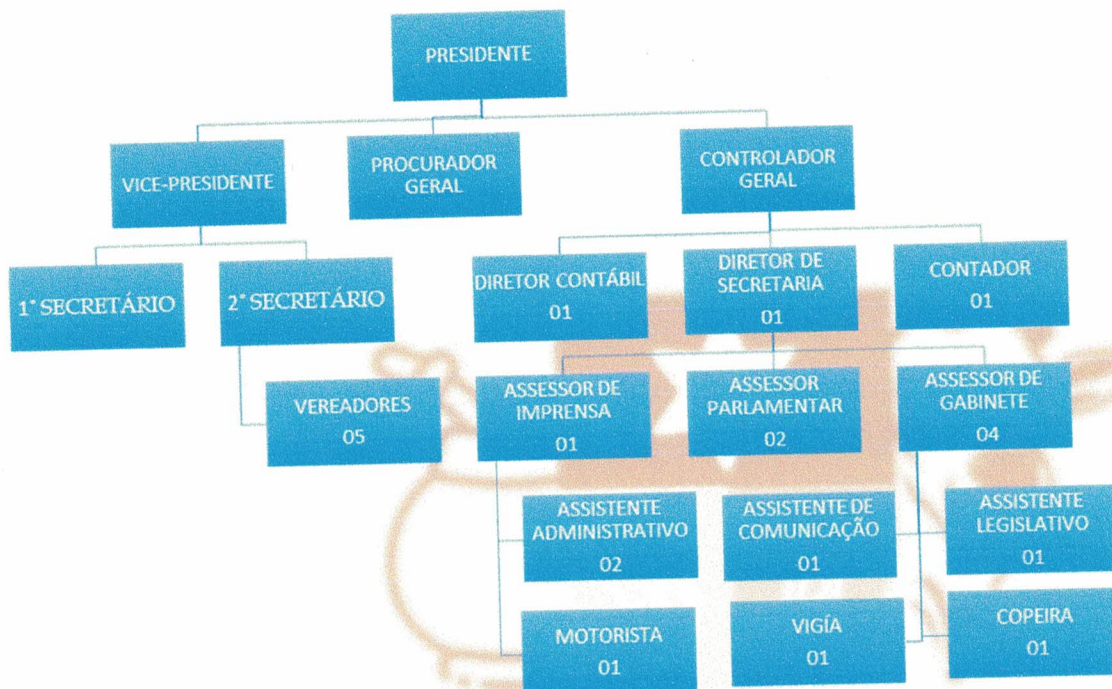 PRESIDENTE
VICE-PRESIDENTE
PROCURADOR
GERAL
CONTROLADOR
GERAL
1° SECRETÁRIO
2° SECRETÁRIO
DIRETOR CONTÁBIL
01
DIRETOR DE
SECRETARIA
01
CONTADOR
01
VEREADORES
05
ASSESSOR DE
IMPRENSA
01
ASSESSOR
PARLAMENTAR
02
ASSESSOR DE
GABINETE
04
ASSISTENTE
ADMINISTRATIVO
02
ASSISTENTE DE
COMUNICAÇÃO
01
ASSISTENTE
LEGISLATIVO
01
MOTORISTA
01
VIGÍA
01
COPEIRA
01